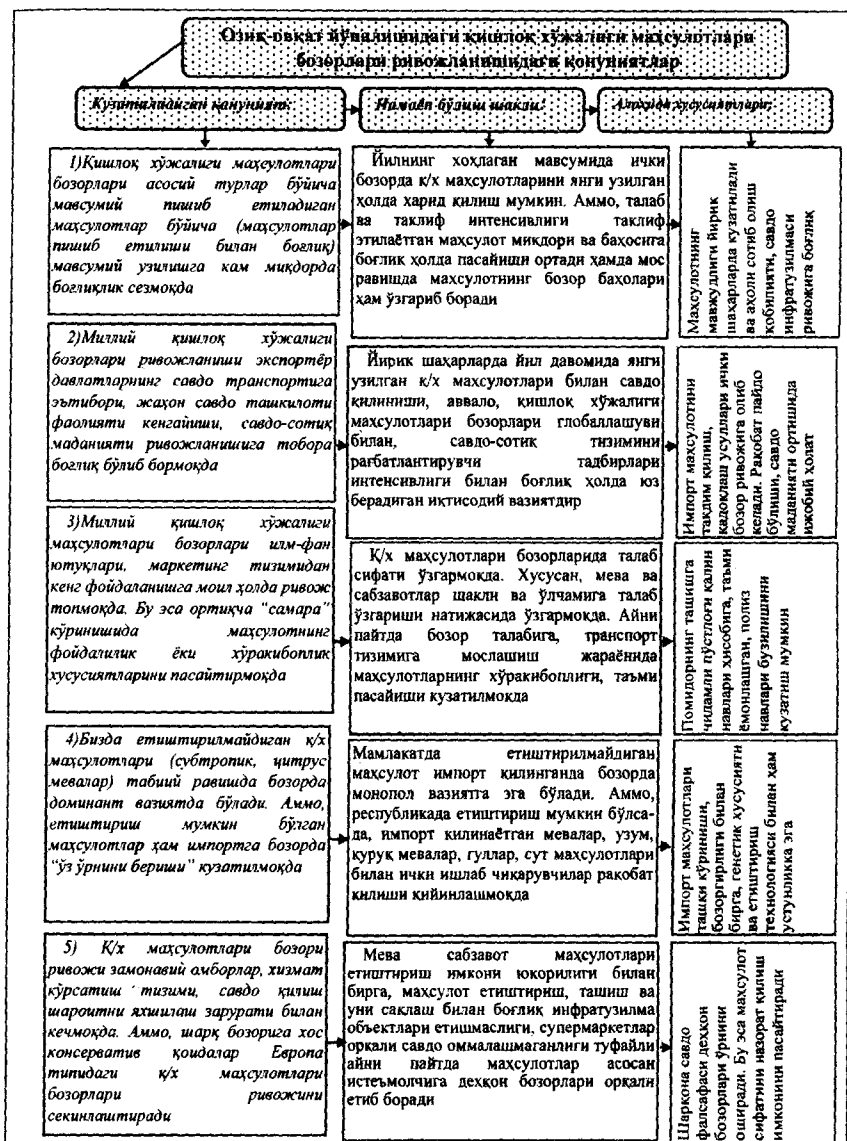 Озиқ-овқат йўналишидаги қишлоқ хўжалиги маҳсулотлари
бозорлари ривожланишидаги қонуниятлар
Кузатиладиган қонуният:
Намоён бўлиш шакли:
Алоҳида хусусиятлари:
1)Қишлоқ хўжалиги маҳсулотлари
бозорлари асосий турлар бўйича
мавсумий пишиб етиладиган
маҳсулотлар бўйича (маҳсулотлар
пишиб етилиши билан боғлиқ)
мавсумий узилишга кам миқдорда
боғлиқлик сезмоқда
Йилнинг хоҳлаган мавсумида ички
бозорда қ/х маҳсулотларини янги узилган
ҳолда харид қилиш мумкин. Аммо, талаб
ва таклиф интенсивлиги таклиф
этилаётган маҳсулот миқдори ва баҳосига
боғлиқ ҳолда пасайиши ортади ҳамда мос
равишда маҳсулотнинг бозор баҳолари
ҳам ўзгариб боради
Маҳсулотнинг
мавжудлиги йирик
шаҳарларда кузатилади
ва аҳоли сотиб олиш
қобилияти, савдо
инфратузилмаси
ривожига боғлиқ
2)Миллий қишлоқ хўжалиги
бозорлари ривожланиши экспортёр
давлатларнинг савдо транспортига
эътибори, жаҳон савдо ташкилоти
фаолияти кенгайиши, савдо-сотиқ
маданияти ривожланишига тобора
боғлиқ бўлиб бормоқда
Йирик шаҳарларда йил давомида янги
узилган қ/х маҳсулотлари билан савдо
қилиниши, аввало, қишлоқ хўжалиги
маҳсулотлари бозорлари глобаллашуви
билан, савдо-сотиқ тизимини
рағбатлантирувчи тадбирлари
интенсивлиги билан боғлиқ ҳолда юз
берадиган иқтисодий вазиятдир
Импорт маҳсулотини
тақдим қилиш,
қадоқлаш усуллари ички
бозор ривожига олиб
келади. Рақобат пайдо
бўлиши, савдо
маданияти ортишида
ижобий ҳолат
3)Миллий қишлоқ хўжалиги
маҳсулотлари бозорлари илм-фан
ютуқлари, маркетинг тизимидан
кенг фойдаланишга моил ҳолда ривож
топмоқда. Бу эса ортиқча "самара"
кўринишида маҳсулотнинг
фойдалилик ёки хўракибоплик
хусусиятларини пасайтирмоқда
Қ/х маҳсулотлари бозорларида талаб
сифати ўзгармоқда. Хусусан, мева ва
сабзавотлар шакли ва ўлчамига талаб
ўзгариши натижасида ўзгармоқда. Айни
пайтда бозор талабига, транспорт
тизимига мослашиш жараёнида
маҳсулотларнинг хўракибоплиги, таъми
пасайиши кузатилмоқда
Помидорнинг ташишга
чидамли пўстлоғи қалин
навлари ҳисобига, таъми
ёмонлашган, полиз
навлари бузилишини
кузатиш мумкин
4)Бизда етиштирилмайдиган қ/х
маҳсулотлари (субтропик, цитрус
мевалар) табиий равишда бозорда
доминант вазиятда бўлади. Аммо,
етиштириш мумкин бўлган
маҳсулотлар ҳам импортга бозорда
"ўз ўрнини бериши" кузатилмоқда
Мамлакатда етиштирилмайдиган
маҳсулот импорт қилинганда бозорда
монопол вазиятга эга бўлади. Аммо,
республикада етиштириш мумкин бўлса-
да, импорт қилинаётган мевалар, узум,
қуруқ мевалар, гуллар, сут маҳсулотлари
билан ички ишлаб чиқарувчилар рақобат
қилиши қийинлашмоқда
Импорт маҳсулотлари
ташқи кўриниши,
бозоргирлиги билан
бирга, генетик хусусияти
ва етиштириш
технологияси билан ҳам
устунликка эга
5) Қ/х маҳсулотлари бозори
ривожи замонавий омборлар, хизмат
кўрсатиш тизими, савдо қилиш
шароитни яхшилаш зарурати билан
кечмоқда. Аммо, шарқ бозорига хос
консерватив қоидалар Европа
типидаги қ/х маҳсулотлари
бозорлари ривожини
секинлаштиради
Мева сабзавот маҳсулотлари
етиштириш имкони юқорилиги билан
бирга, маҳсулот етиштириш, ташиш ва
уни сақлаш билан боғлиқ инфратузилма
объектлари етишмаслиги, супермаркетлар
орқали савдо оммалашмаганлиги туфайли
айни пайтда маҳсулотлар асосан
истеъмолчига деҳқон бозорлари орқали
етиб боради
Шарқона савдо
фалсафаси деҳқон
бозорлари ўрнини
оширади. Бу эса маҳсулот
сифатини назорат қилиш
имконини пасайтиради